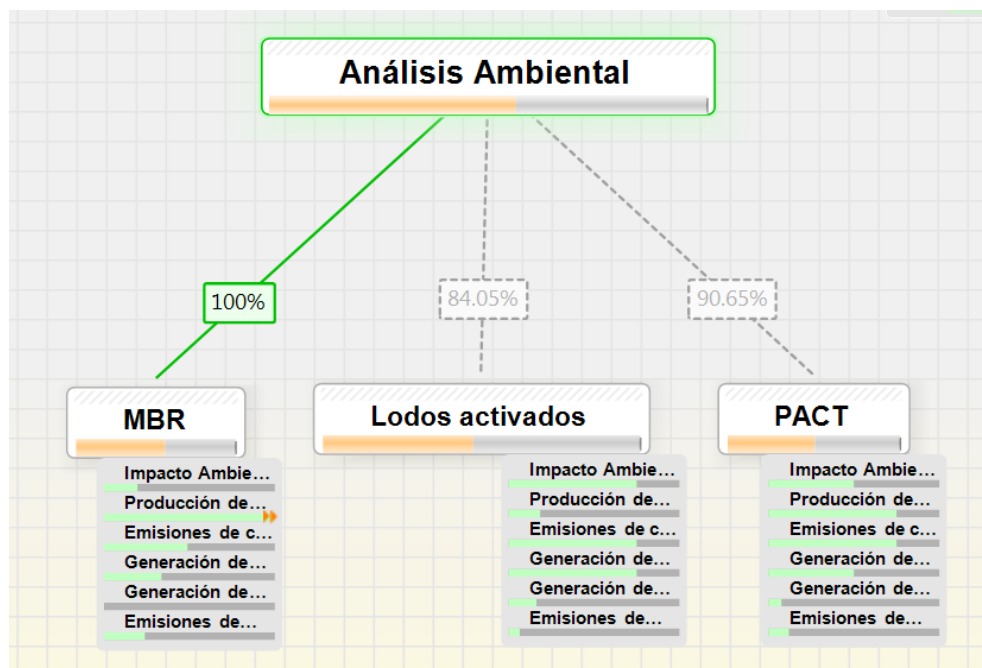 Análisis Ambiental
100%
84.05%
90.65%
MBR
Impacto Ambie...
Producción de...
Emisiones de c...
Generación de...
Generación de...
Emisiones de...
Lodos activados
Impacto Ambie...
Producción de...
Emisiones de c...
Generación de...
Generación de...
Emisiones de...
PACT
Impacto Ambie...
Producción de...
Emisiones de c...
Generación de...
Generación de...
Emisiones de...